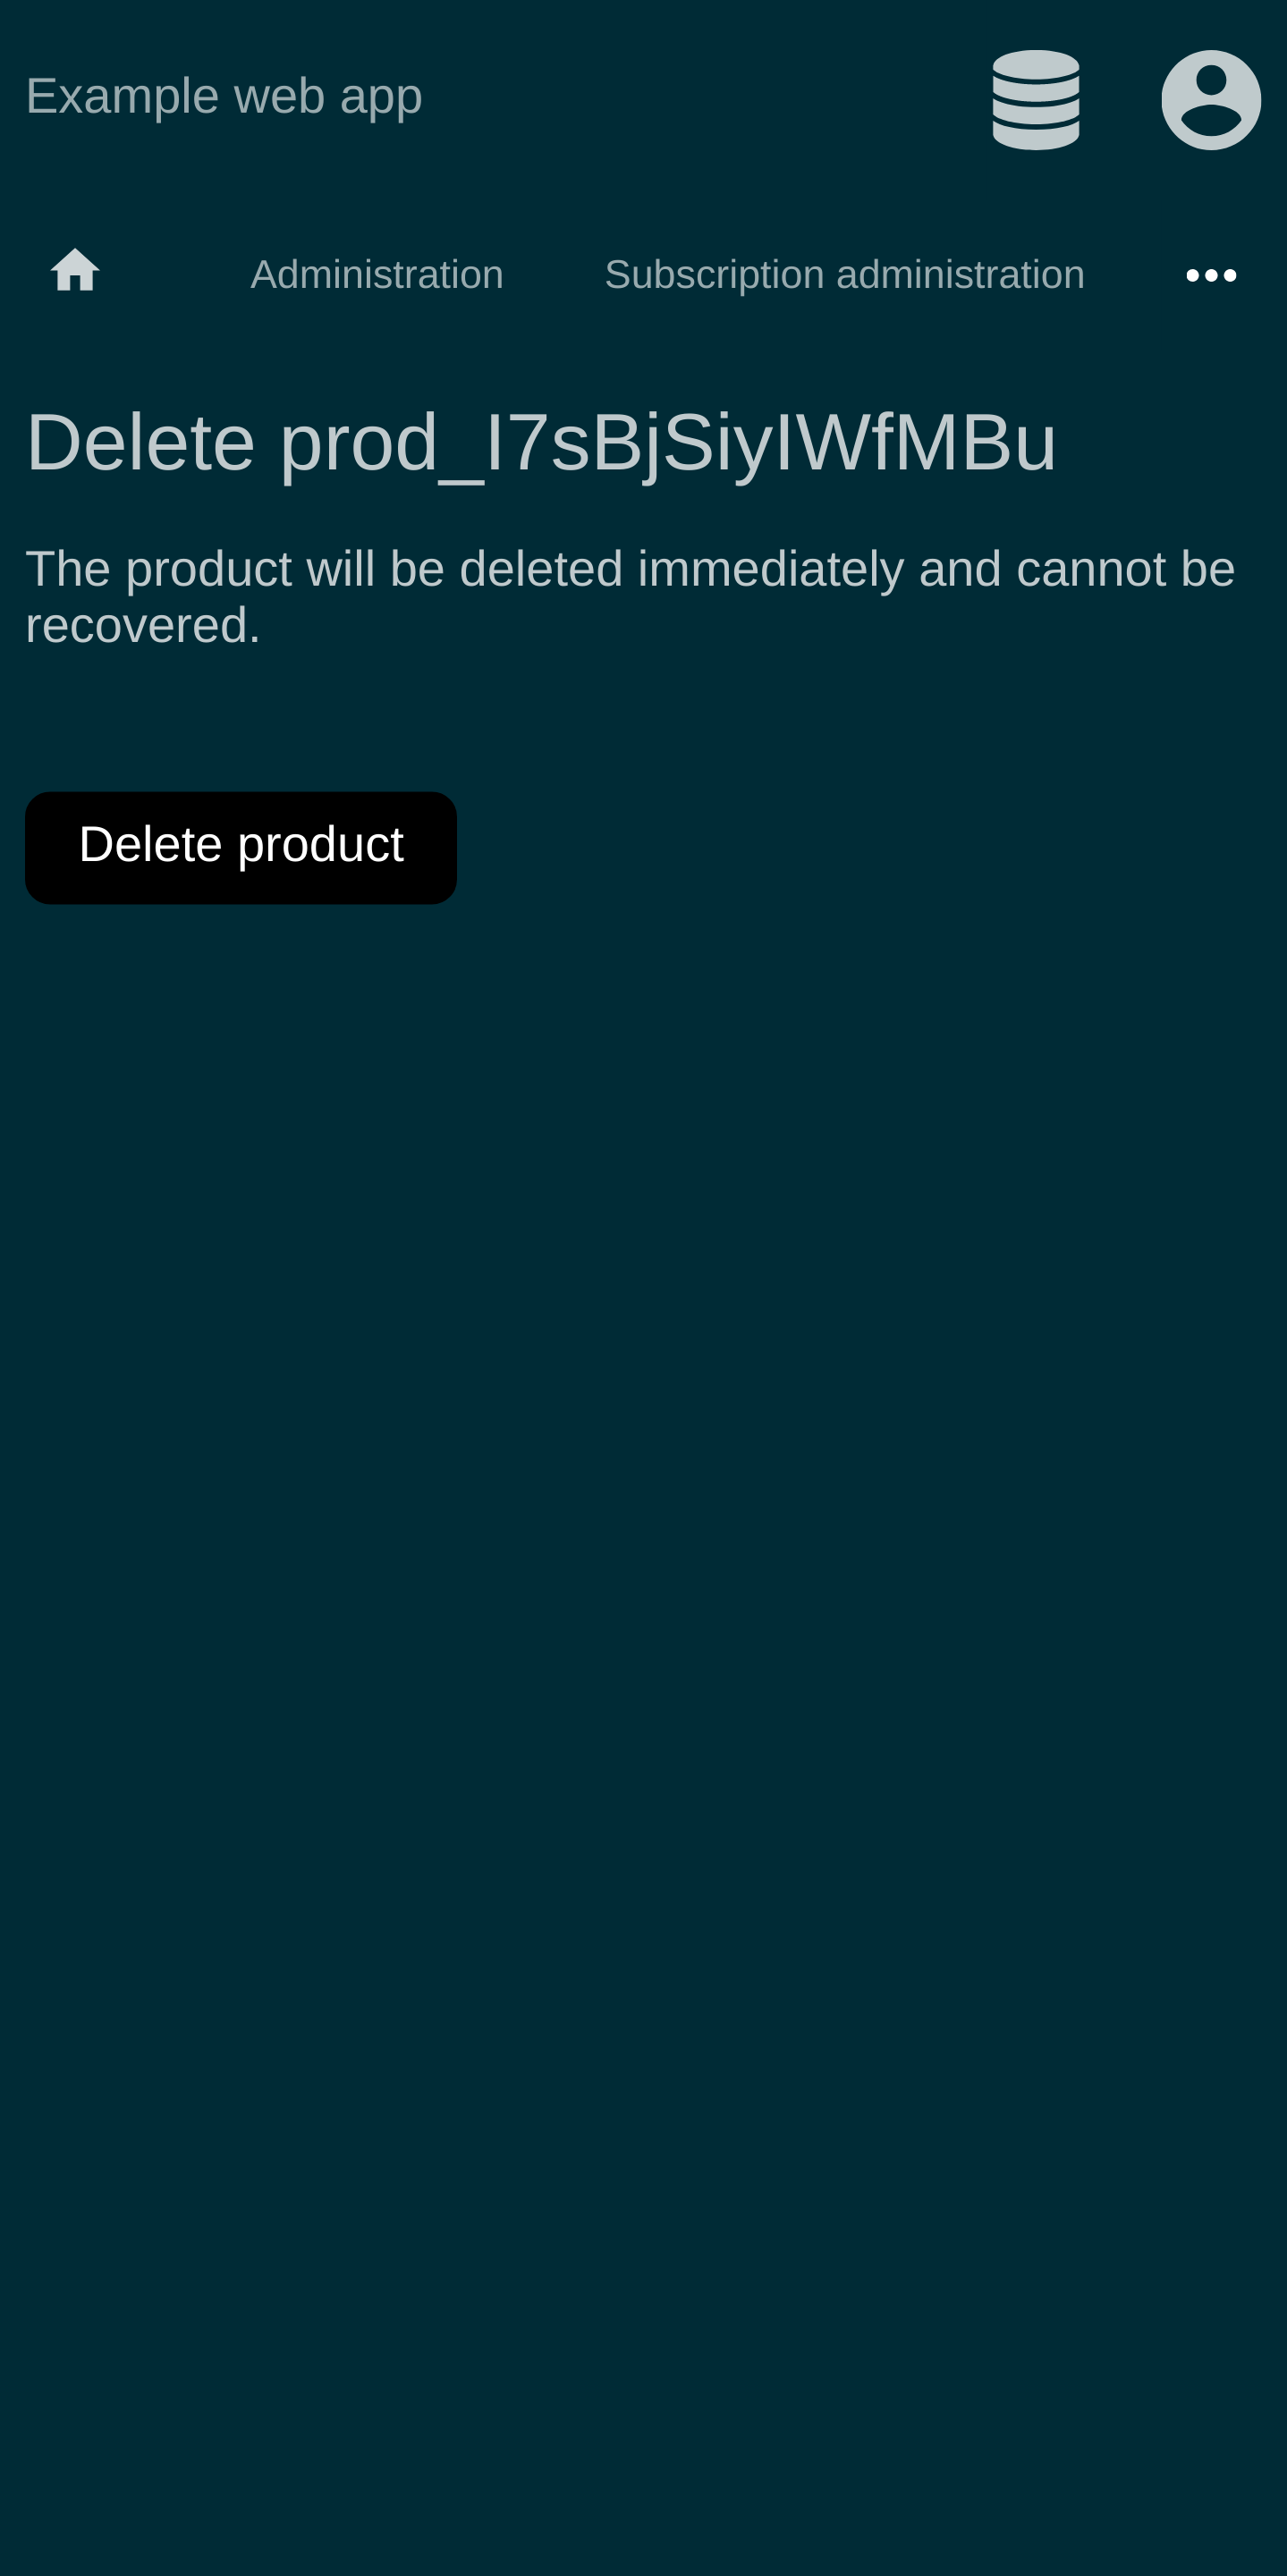 Example web app
Administration Subscription administration
Delete prod_I7sBjSiyIWfMBu
The product will be deleted immediately and cannot be
recovered.
Delete product